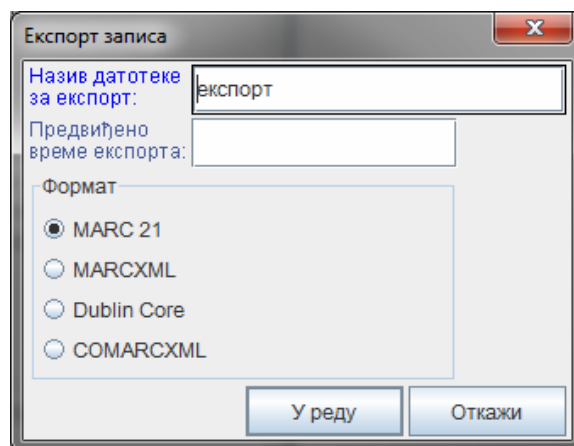 Експорт записа
Назив датотеке
за експорт:
експорт
Предвиђено
време експорта:
Формат
MARC 21
MARCXML
Dublin Core
COMARCXML
У реду
Откажи